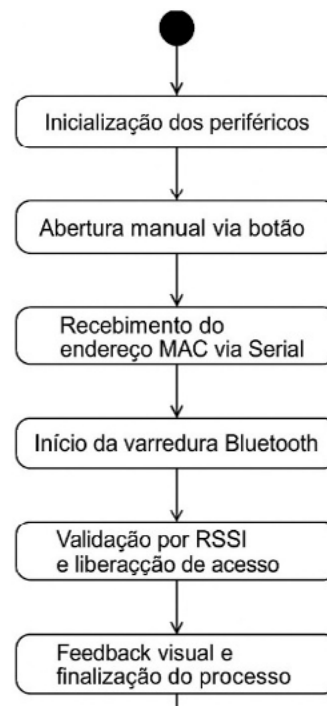 Inicialização dos periféricos
Abertura manual via botão
Recebimento do
endereço MAC via Serial
Início da varredura Bluetooth
Validação por RSSI
e liberaçção de acesso
Feedback visual e
finalização do processo